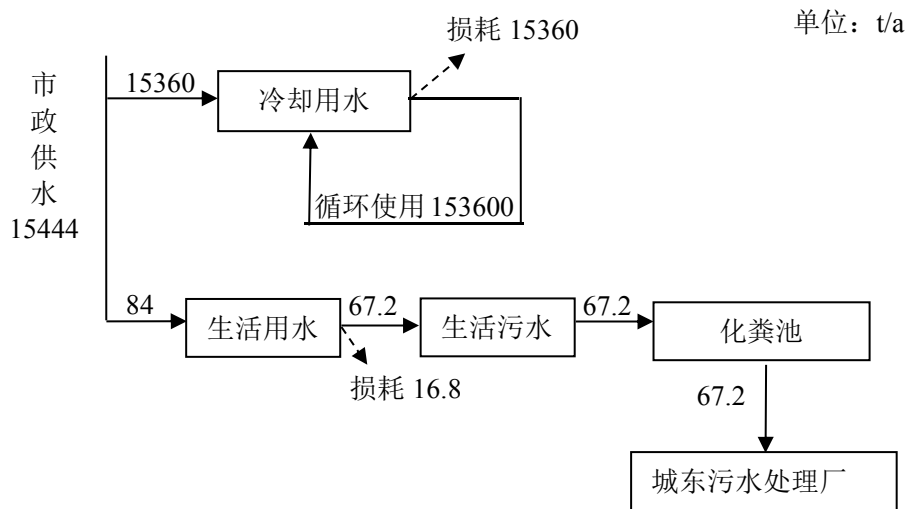 单位：t/a
损耗 15360
市政供水
15444
15360
冷却用水
循环使用 153600
84
生活用水
67.2
生活污水
67.2
化粪池
损耗 16.8
67.2
城东污水处理厂